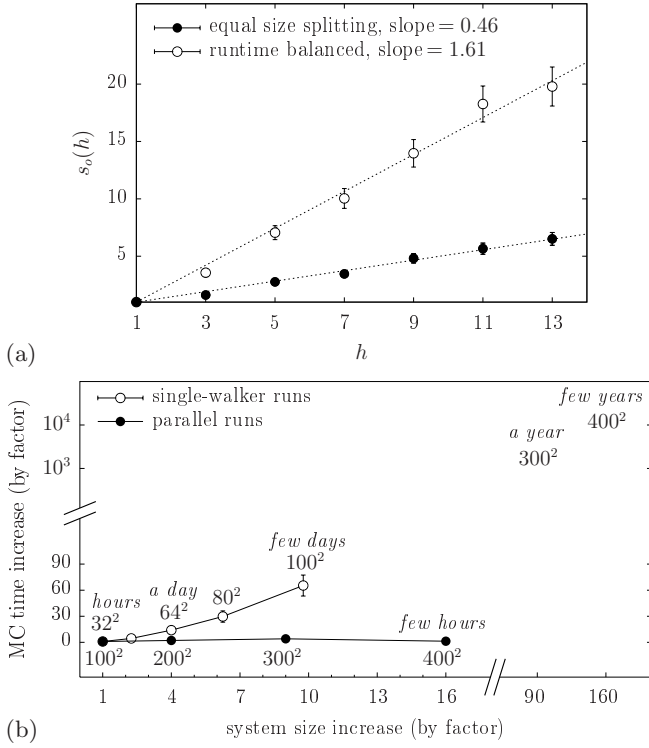 equal size splitting, slope = 0.46
runtime balanced, slope = 1.61
20
15
10
5
s_o(h)
1 3 5 7 9 11 13
h
(a)
single-walker runs
parallel runs
few years
400²
a year
300²
10⁴
10³
MC time increase (by factor)
90
60
30
0
few days
100²
80²
a day
64²
hours
32²
few hours
100² 200² 300² 400²
1 4 7 10 13 16 90 160
system size increase (by factor)
(b)